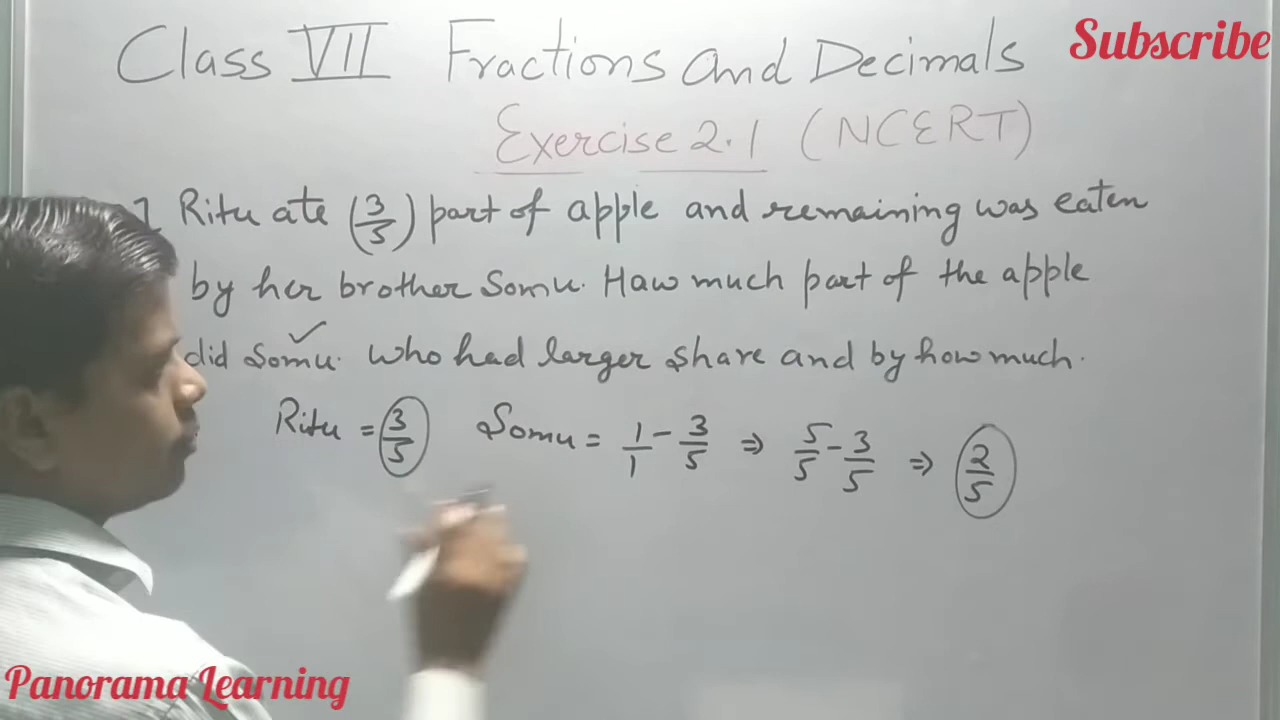 Subscribe
Class VII Fractions and Decimals
Exercise 2.1 (NCERT)
Ritu ate (3/5) part of apple and remaining was eaten
by her brother Somu. Haw much part of the apple
did Somu. who had larger share and by how much.
Ritu = 3/5 Somu = 1/1 - 3/5 ⇒ 5/5 - 3/5 ⇒ 2/5
Panorama Learning